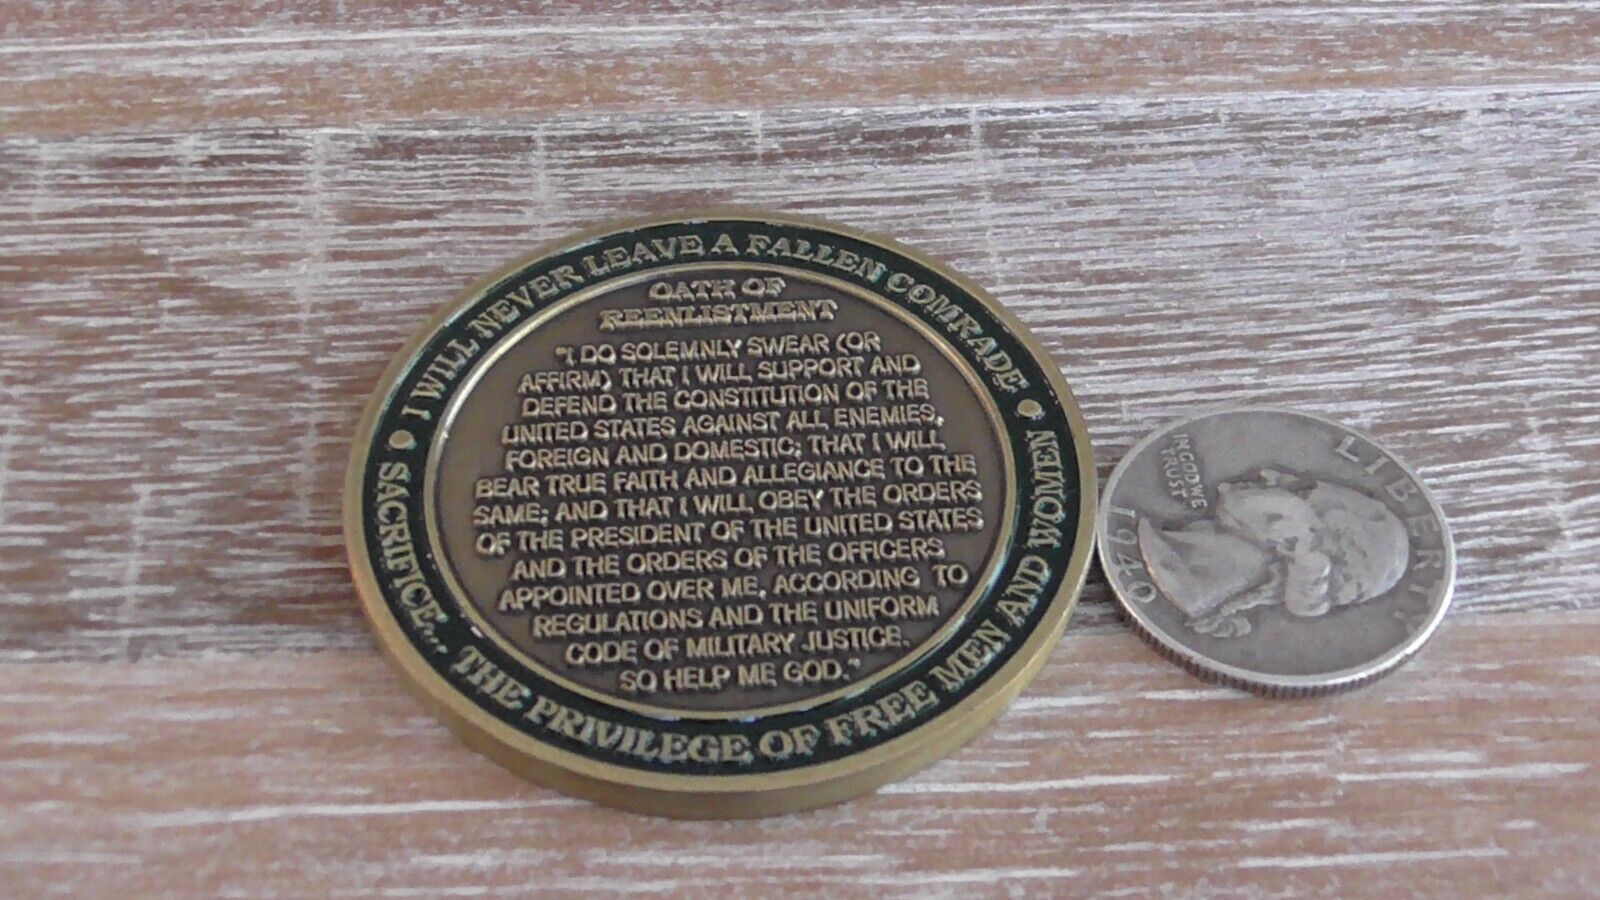 I WILL NEVER LEAVE A FALLEN COMRADE
OATH OF
REENLISTMENT
"I DO SOLEMNLY SWEAR (OR
AFFIRM) THAT I WILL SUPPORT AND
DEFEND THE CONSTITUTION OF THE
UNITED STATES AGAINST ALL ENEMIES,
FOREIGN AND DOMESTIC; THAT I WILL
BEAR TRUE FAITH AND ALLEGIANCE TO THE
SAME; AND THAT I WILL OBEY THE ORDERS
OF THE PRESIDENT OF THE UNITED STATES
AND THE ORDERS OF THE OFFICERS
APPOINTED OVER ME, ACCORDING TO
REGULATIONS AND THE UNIFORM
CODE OF MILITARY JUSTICE.
SO HELP ME GOD."
SACRIFICE... THE PRIVILEGE OF FREE MEN AND WOMEN
LIBERTY
IN GOD WE
TRUST
1940